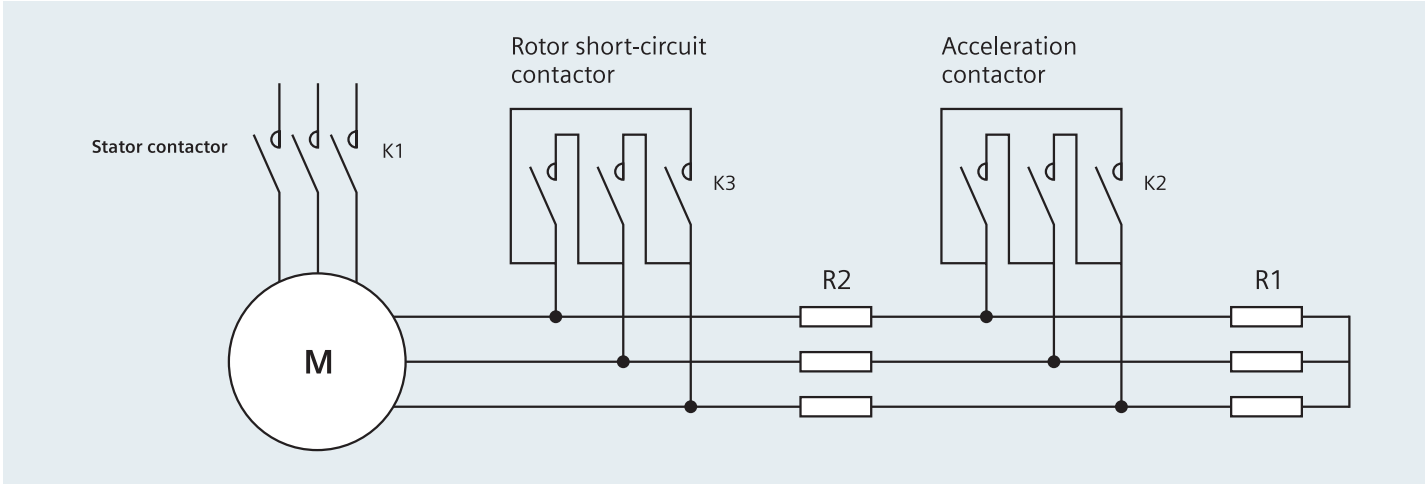 Rotor short-circuit
contactor
Acceleration
contactor
Stator contactor
K1
K3
K2
R2
R1
M